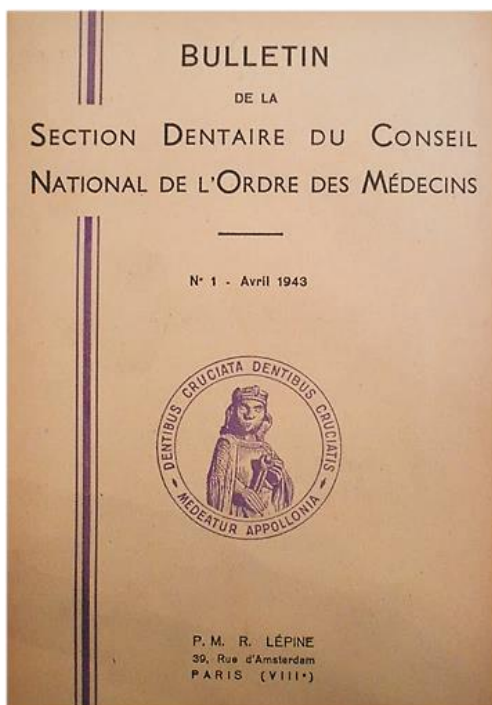 BULLETIN
DE LA
SECTION DENTAIRE DU CONSEIL
NATIONAL DE L'ORDRE DES MÉDECINS
N° 1 - Avril 1943
DENTIBUS CRUCIATA DENTIBUS CRUCIATIS
MEDEATUR APPOLLONIA
P. M. R. LÉPINE
39, Rue d'Amsterdam
PARIS (VIIIe)